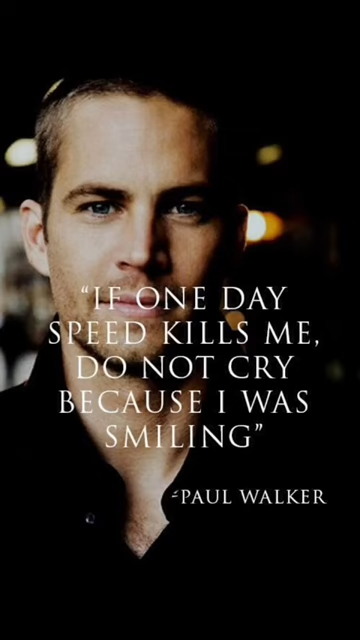 “IF ONE DAY
SPEED KILLS ME,
DO NOT CRY
BECAUSE I WAS
SMILING”
-PAUL WALKER